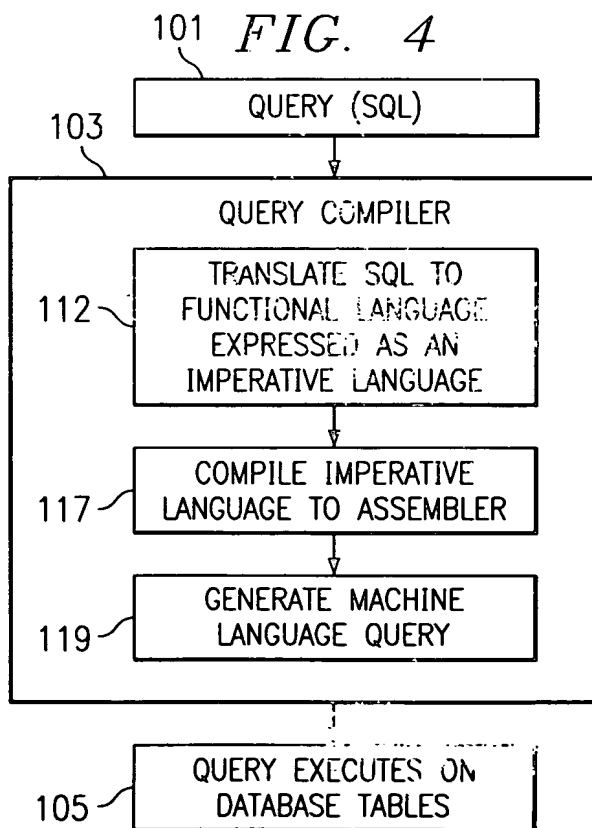 FIG. 4
101
QUERY (SQL)
103
QUERY COMPILER
112
TRANSLATE SQL TO
FUNCTIONAL LANGUAGE
EXPRESSED AS AN
IMPERATIVE LANGUAGE
117
COMPILE IMPERATIVE
LANGUAGE TO ASSEMBLER
119
GENERATE MACHINE
LANGUAGE QUERY
105
QUERY EXECUTES ON
DATABASE TABLES